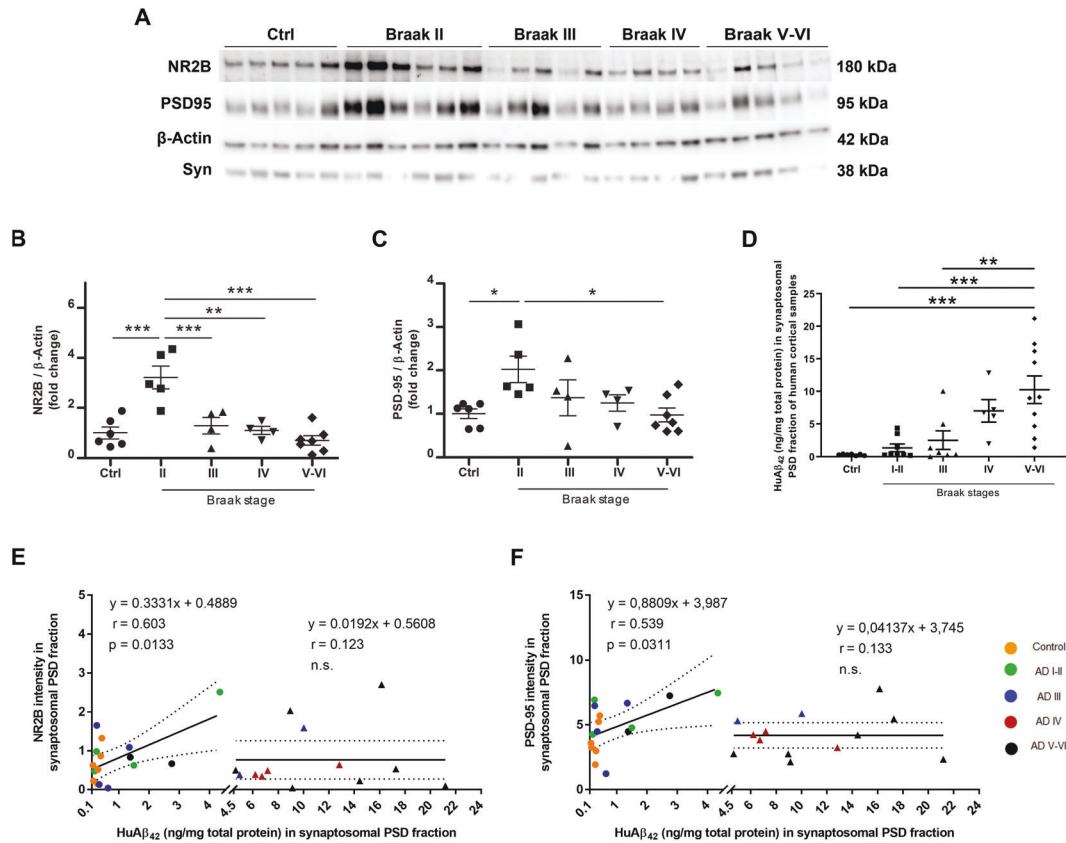 A
Ctrl Braak II Braak III Braak IV Braak V-VI
NR2B 180 kDa
PSD95 95 kDa
β-Actin 42 kDa
Syn 38 kDa
B
NR2B / β-Actin
(fold change)
6
4
2
0
***
**
*** ***
Ctrl II III IV V-VI
Braak stage
C
PSD-95 / β-Actin
(fold change)
4
3
2
1
0
* *
Ctrl II III IV V-VI
Braak stage
D
HuAβ42 (ng/mg total protein) in synaptosomal
PSD fraction of human cortical samples
25
20
15
10
5
0
**
***
***
Ctrl I-II III IV V-VI
Braak stages
E
NR2B intensity in
synaptosomal PSD fraction
5
4
3
2
1
0
y = 0.3331x + 0.4889
r = 0.603
p = 0.0133
y = 0.0192x + 0.5608
r = 0.123
n.s.
0.1 1 2 3 4 4.5 6 8 10 12 14 16 18 20 22 24
HuAβ42 (ng/mg total protein) in synaptosomal PSD fraction
F
PSD-95 intensity in
synaptosomal PSD fraction
15
10
5
0
y = 0,8809x + 3,987
r = 0.539
p = 0.0311
y = 0,04137x + 3,745
r = 0.133
n.s.
0.1 1 2 3 4 4.5 6 8 10 12 14 16 18 20 22 24
HuAβ42 (ng/mg total protein) in synaptosomal PSD fraction
Control
AD I-II
AD III
AD IV
AD V-VI